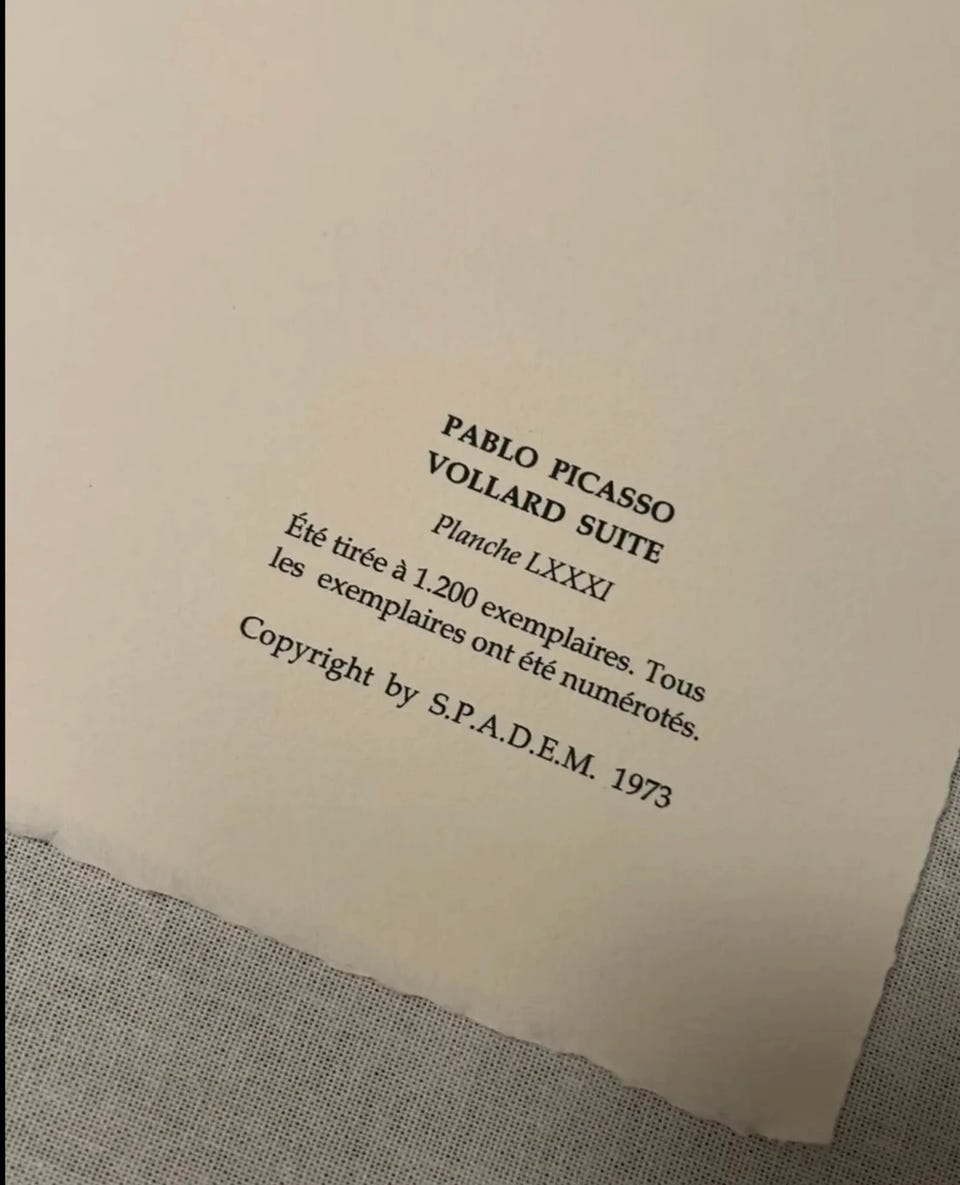 PABLO PICASSO
VOLLARD SUITE
Planche LXXXI
Été tirée à 1.200 exemplaires. Tous
les exemplaires ont été numérotés.
Copyright by S.P.A.D.E.M. 1973